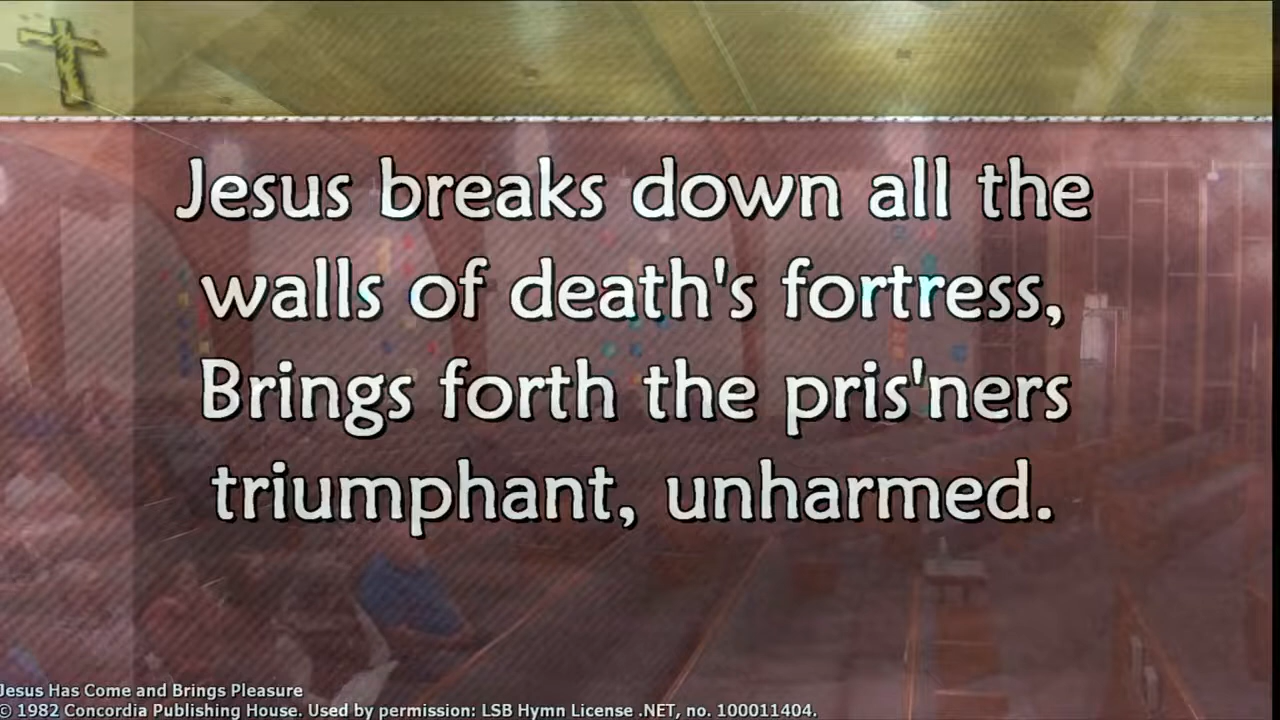 Jesus breaks down all the
walls of death's fortress,
Brings forth the pris'ners
triumphant, unharmed.
Jesus Has Come and Brings Pleasure
© 1982 Concordia Publishing House. Used by permission: LSB Hymn License .NET, no. 100011404.